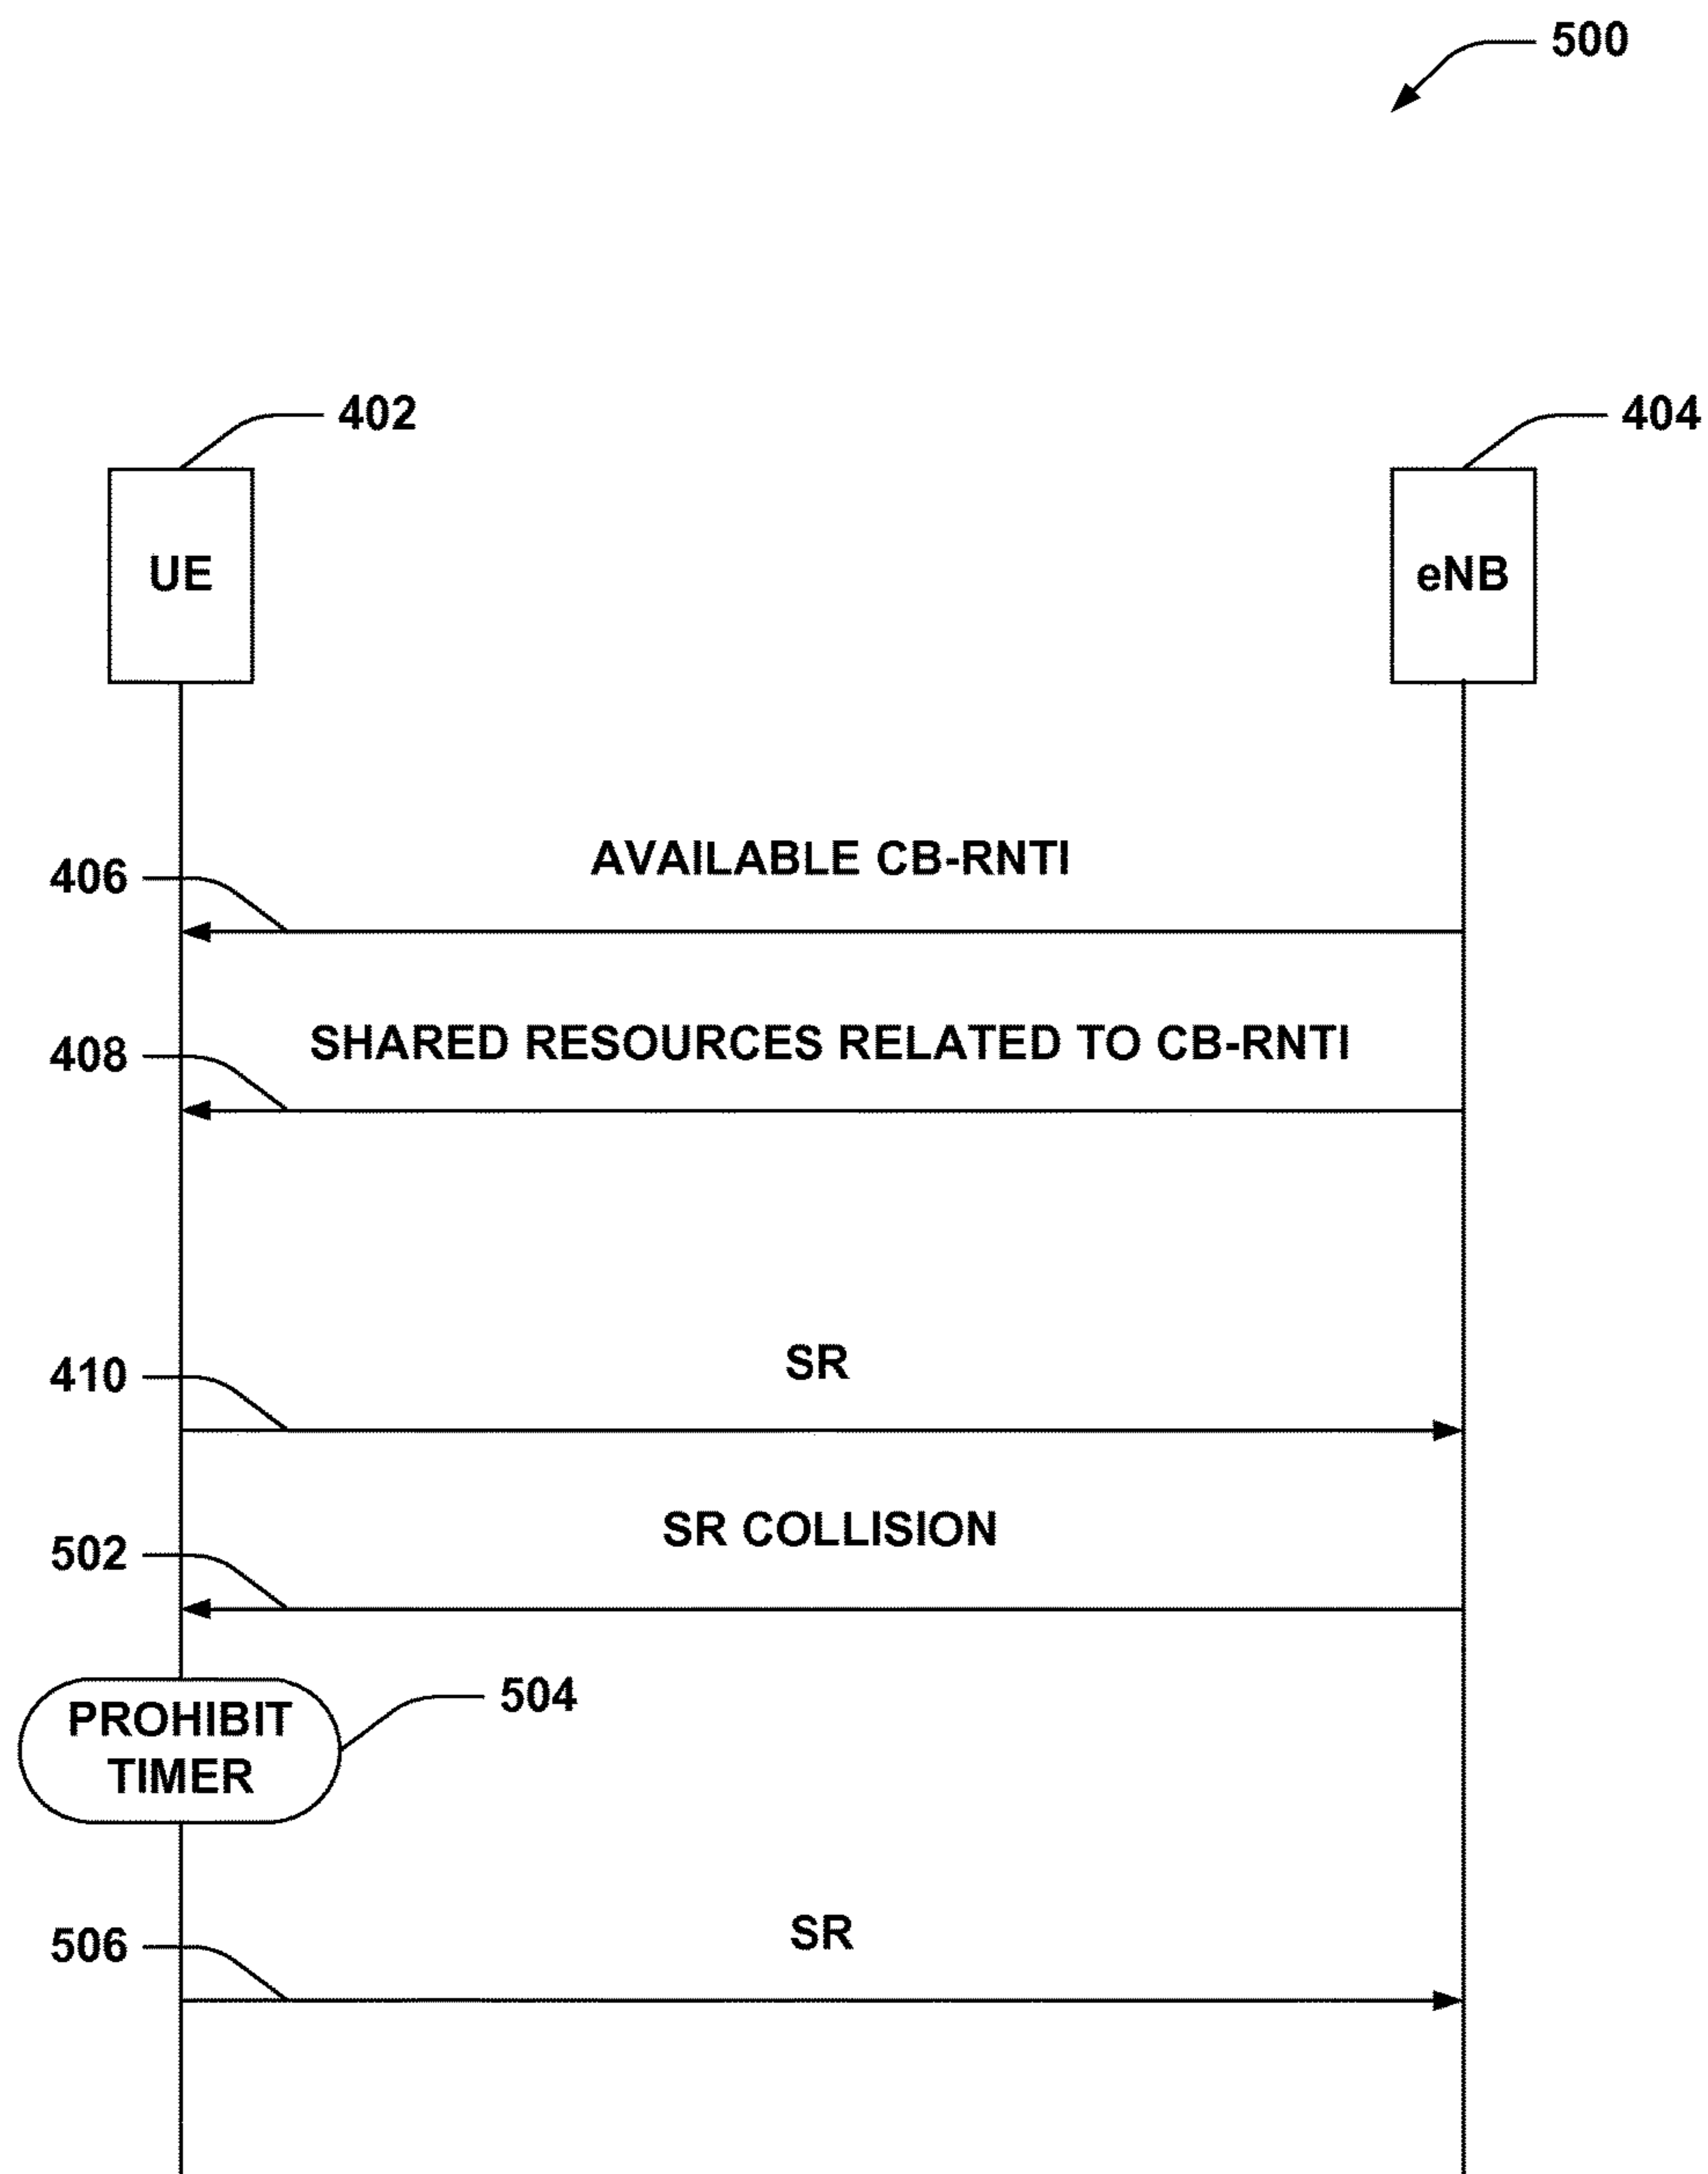 500
402
404
UE
eNB
AVAILABLE CB-RNTI
406
SHARED RESOURCES RELATED TO CB-RNTI
408
SR
410
SR COLLISION
502
PROHIBIT
TIMER
504
SR
506